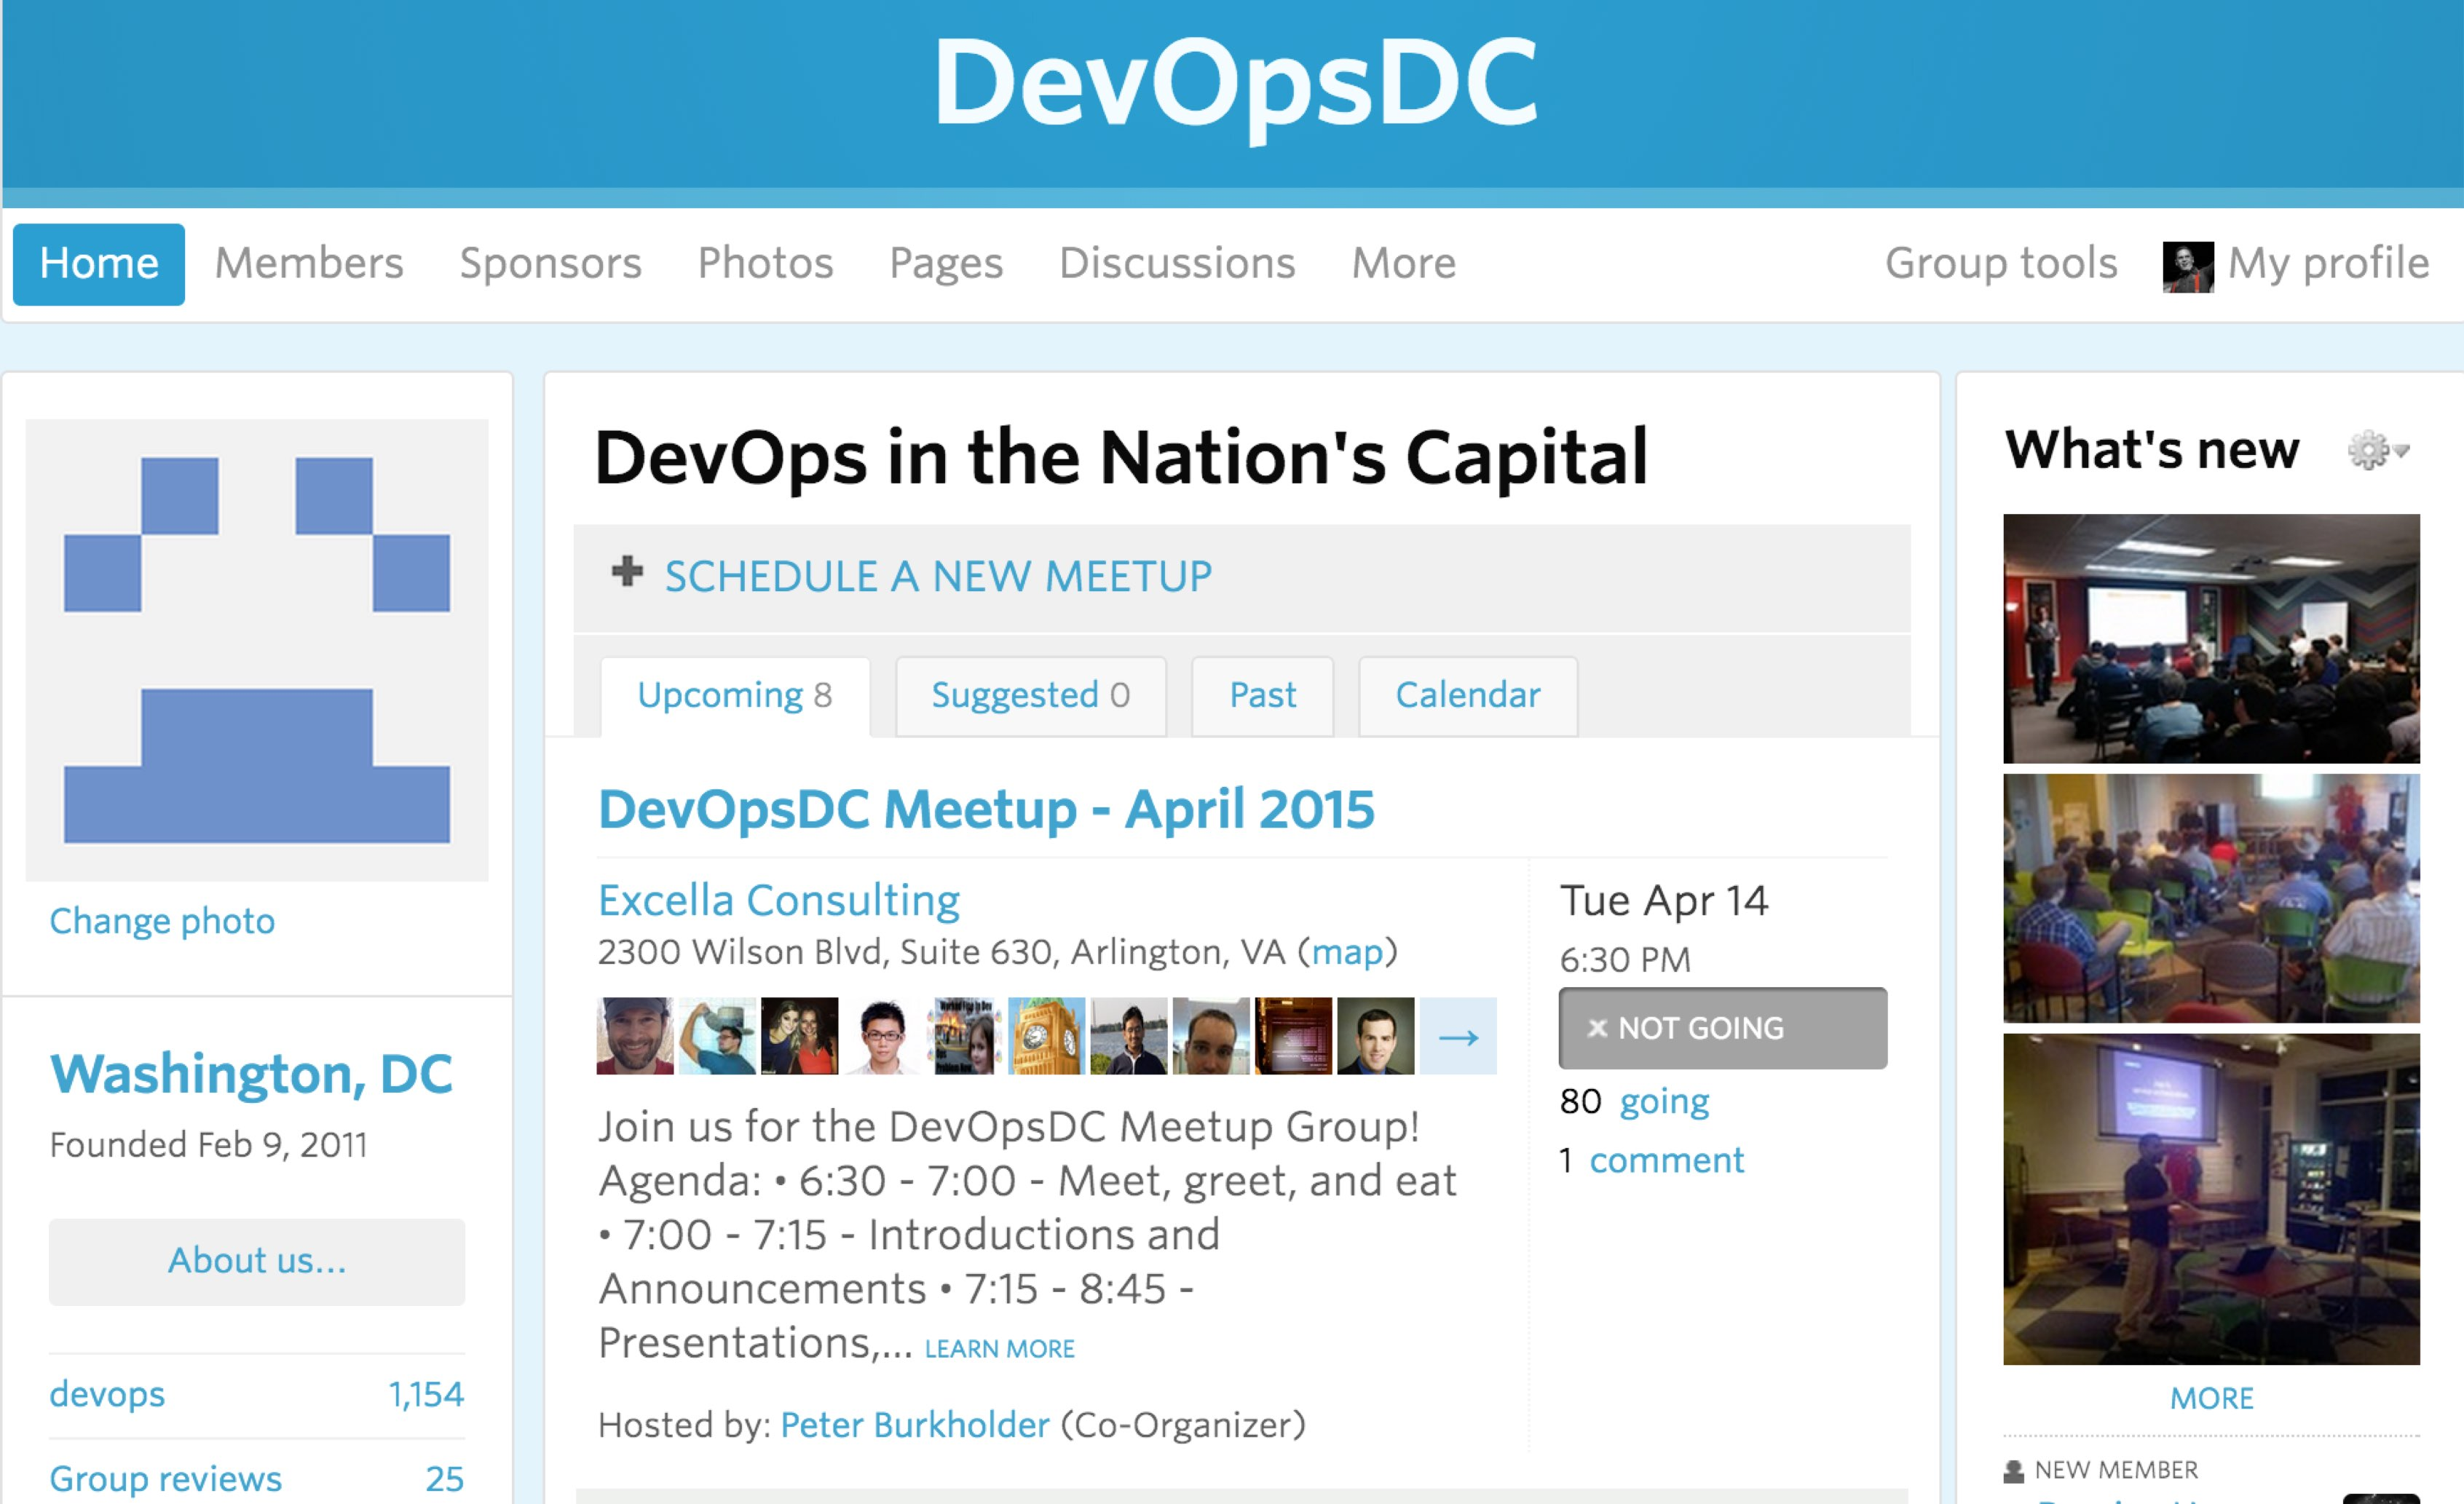 DevOpsDC
Home Members Sponsors Photos Pages Discussions More Group tools My profile
Change photo
Washington, DC
Founded Feb 9, 2011
About us...
devops 1,154
Group reviews 25
DevOps in the Nation's Capital
SCHEDULE A NEW MEETUP
Upcoming 8 Suggested 0 Past Calendar
DevOpsDC Meetup - April 2015
Excella Consulting
2300 Wilson Blvd, Suite 630, Arlington, VA (map)
Join us for the DevOpsDC Meetup Group!
Agenda: • 6:30 - 7:00 - Meet, greet, and eat
• 7:00 - 7:15 - Introductions and
Announcements • 7:15 - 8:45 -
Presentations,... LEARN MORE
Hosted by: Peter Burkholder (Co-Organizer)
Tue Apr 14
6:30 PM
× NOT GOING
80 going
1 comment
What's new
MORE
NEW MEMBER